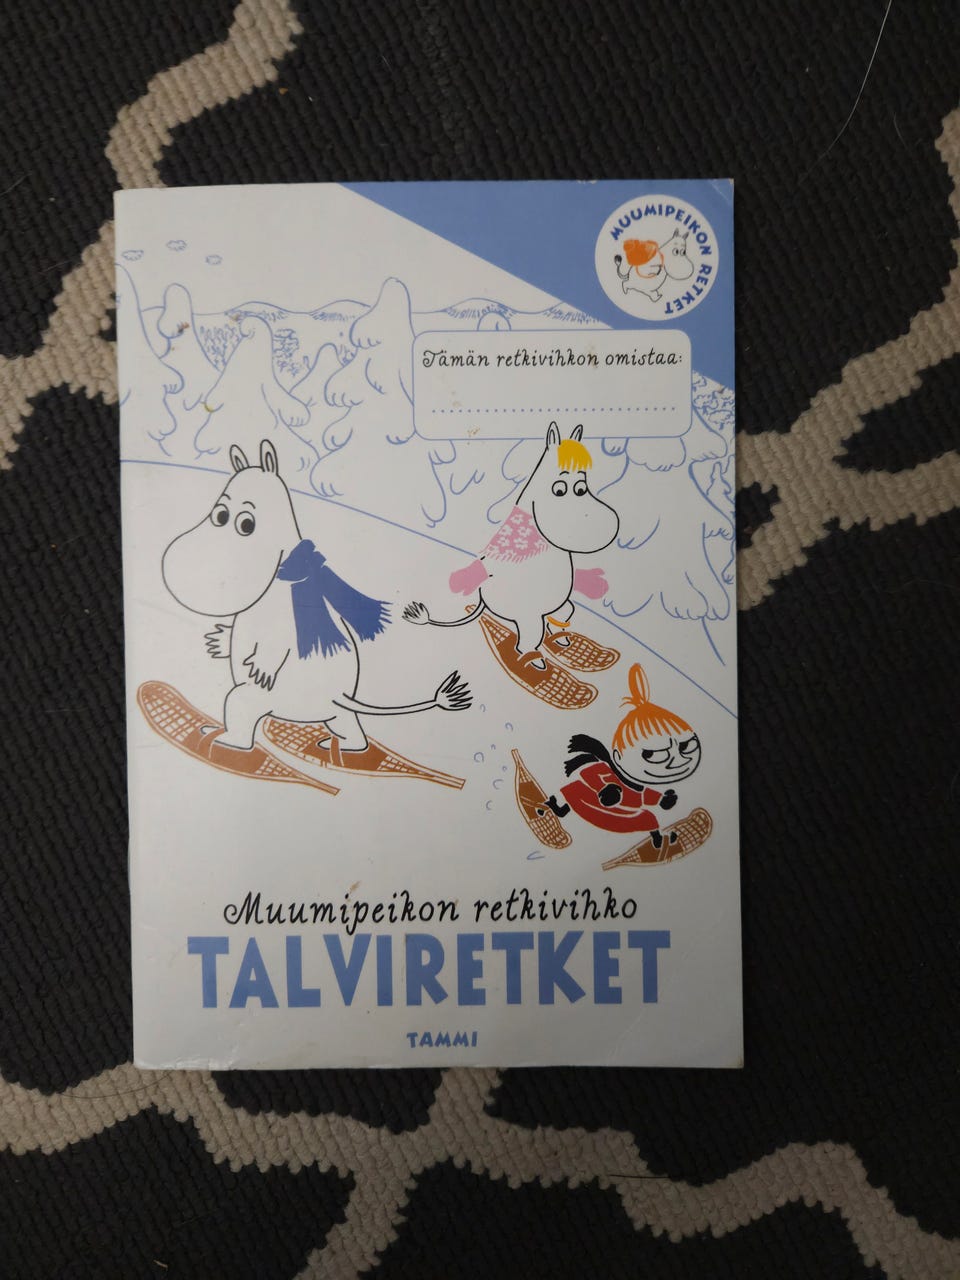 MUUMIPEIKON RETKET
Tämän retkivihkon omistaa:
Muumipeikon retkivihko
TALVIRETKET
TAMMI